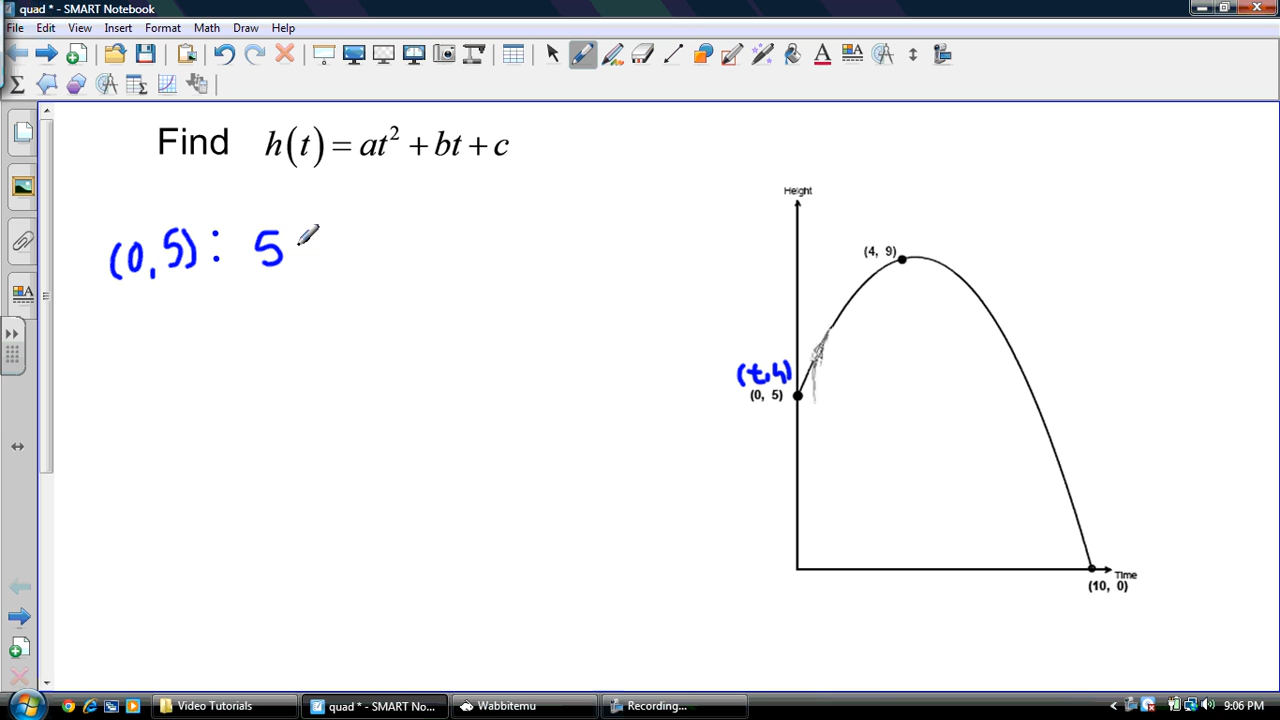 quad * - SMART Notebook
File Edit View Insert Format Math Draw Help
Find h(t) = at² + bt + c
Height
(0, 5) : 5
(4, 9)
(t, h)
(0, 5)
Time
(10, 0)
Video Tutorials
quad * - SMART No...
Wabbitemu
Recording...
9:06 PM